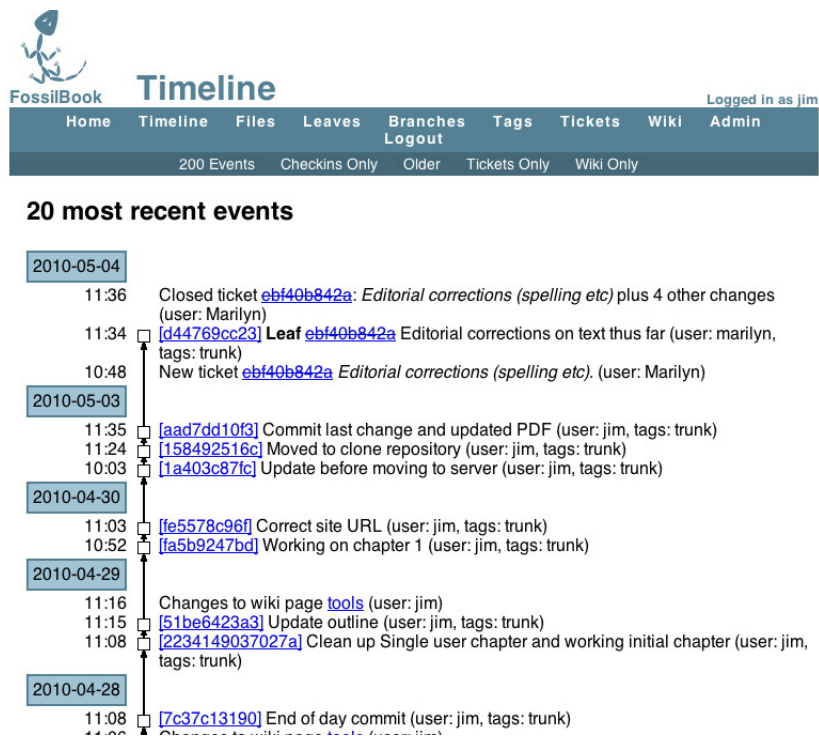 FossilBook
Timeline
Logged in as jim
Home Timeline Files Leaves Branches Tags Tickets Wiki Admin
Logout
200 Events Checkins Only Older Tickets Only Wiki Only
20 most recent events
2010-05-04
11:36 Closed ticket ebf40b842a: Editorial corrections (spelling etc) plus 4 other changes
(user: Marilyn)
11:34 [d44769cc23] Leaf ebf40b842a Editorial corrections on text thus far (user: marilyn,
tags: trunk)
10:48 New ticket ebf40b842a Editorial corrections (spelling etc). (user: Marilyn)
2010-05-03
11:35 [aad7dd10f3] Commit last change and updated PDF (user: jim, tags: trunk)
11:24 [158492516c] Moved to clone repository (user: jim, tags: trunk)
10:03 [1a403c87fc] Update before moving to server (user: jim, tags: trunk)
2010-04-30
11:03 [fe5578c96f] Correct site URL (user: jim, tags: trunk)
10:52 [fa5b9247bd] Working on chapter 1 (user: jim, tags: trunk)
2010-04-29
11:16 Changes to wiki page tools (user: jim)
11:15 [51be6423a3] Update outline (user: jim, tags: trunk)
11:08 [2234149037027a] Clean up Single user chapter and working initial chapter (user: jim,
tags: trunk)
2010-04-28
11:08 [7c37c13190] End of day commit (user: jim, tags: trunk)
11:06 Changes to wiki page tools (user: jim)